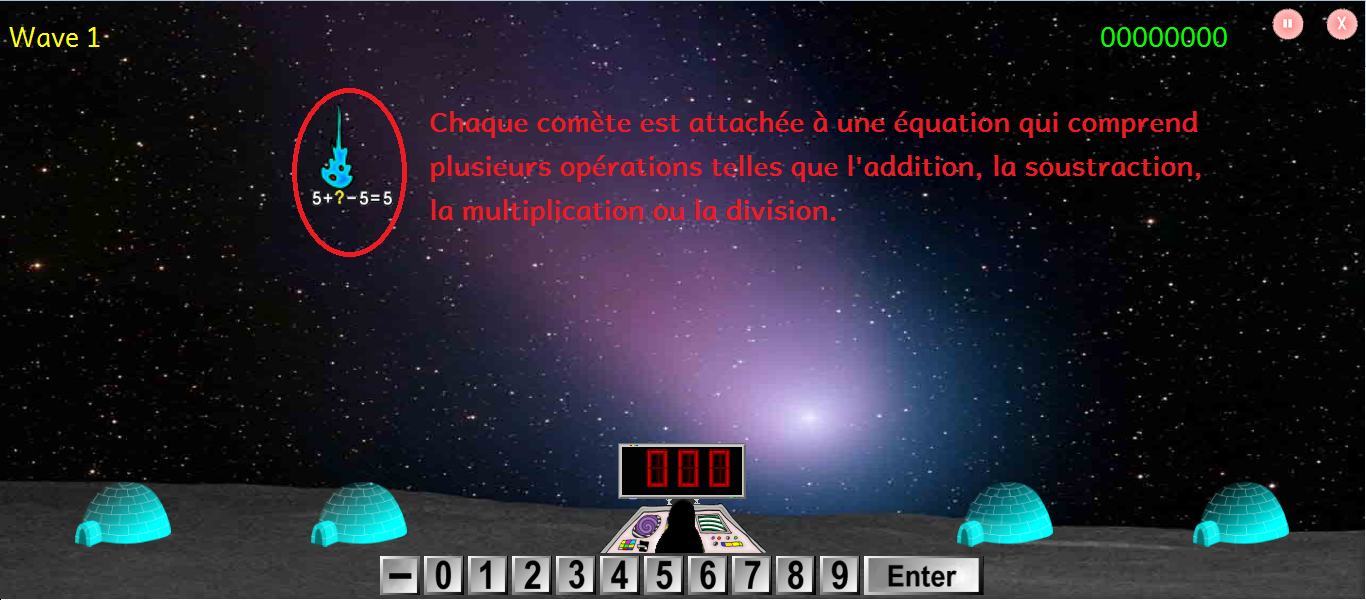 Wave 1
00000000
X
Chaque comète est attachée à une équation qui comprend
plusieurs opérations telles que l'addition, la soustraction,
la multiplication ou la division.
5+?-5=5
000
- 0 1 2 3 4 5 6 7 8 9 Enter